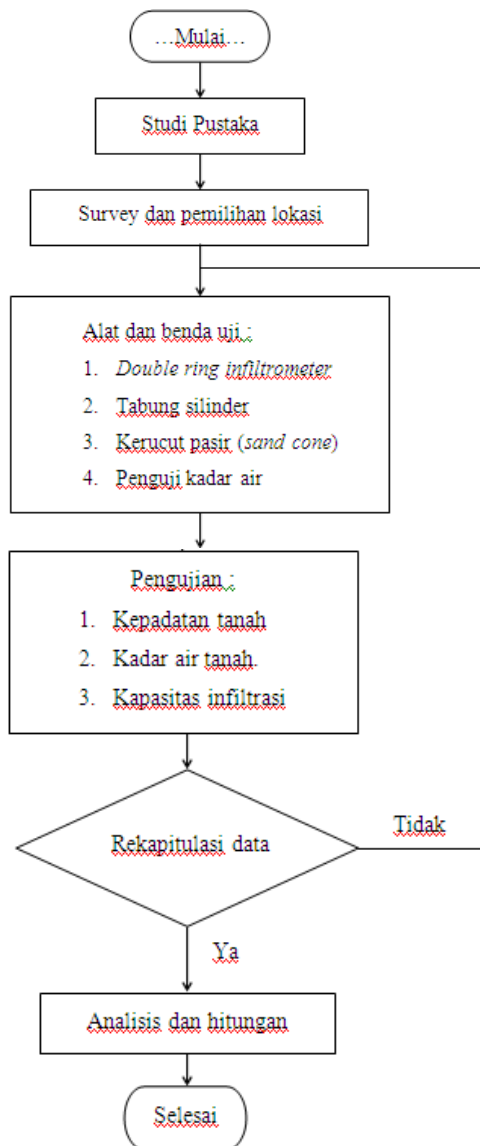 ...Mulai...
Studi Pustaka
Survey dan pemilihan lokasi
Alat dan benda uji :
1. Double ring infiltrometer
2. Tabung silinder
3. Kerucut pasir (sand cone)
4. Penguji kadar air
Pengujian :
1. Kepadatan tanah
2. Kadar air tanah.
3. Kapasitas infiltrasi
Rekapitulasi data
Tidak
Ya
Analisis dan hitungan
Selesai